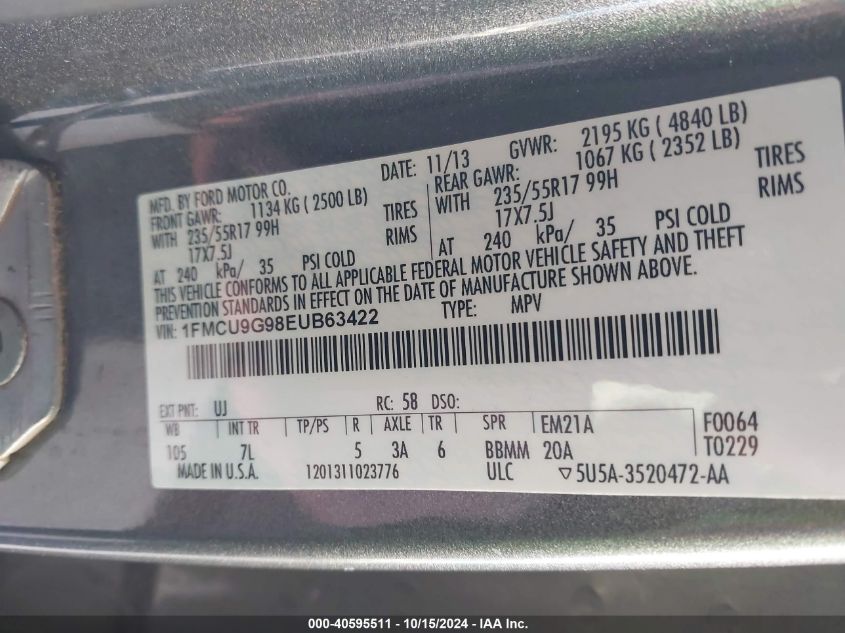 MFD. BY FORD MOTOR CO.
DATE: 11/13 GVWR: 2195 KG ( 4840 LB)
FRONT GAWR: 1134 KG ( 2500 LB) REAR GAWR: 1067 KG ( 2352 LB)
WITH 235/55R17 99H TIRES WITH 235/55R17 99H TIRES
17X7.5J RIMS 17X7.5J RIMS
AT 240 kPa/ 35 PSI COLD AT 240 kPa/ 35 PSI COLD
THIS VEHICLE CONFORMS TO ALL APPLICABLE FEDERAL MOTOR VEHICLE SAFETY AND THEFT
PREVENTION STANDARDS IN EFFECT ON THE DATE OF MANUFACTURE SHOWN ABOVE.
VIN: 1FMCU9G98EUB63422 TYPE: MPV
EXT PNT: UJ RC: 58 DSO:
WB INT TR TP/PS R AXLE TR SPR EM21A F0064
105 7L 5 3A 6 BBMM 20A T0229
MADE IN U.S.A. 1201311023776 ULC ▽5U5A-3520472-AA
000-40595511 - 10/15/2024 - IAA Inc.